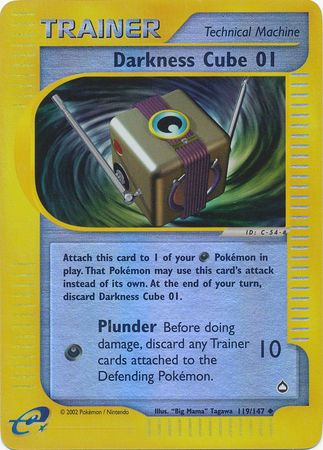 TRAINER
Technical Machine
Darkness Cube 01
ID: C-54-#
Attach this card to 1 of your Pokémon in
play. That Pokémon may use this card's attack
instead of its own. At the end of your turn,
discard Darkness Cube 01.
Plunder Before doing
damage, discard any Trainer
cards attached to the
Defending Pokémon.
10
e
© 2002 Pokémon / Nintendo
Illus. "Big Mama" Tagawa 119/147 ◆